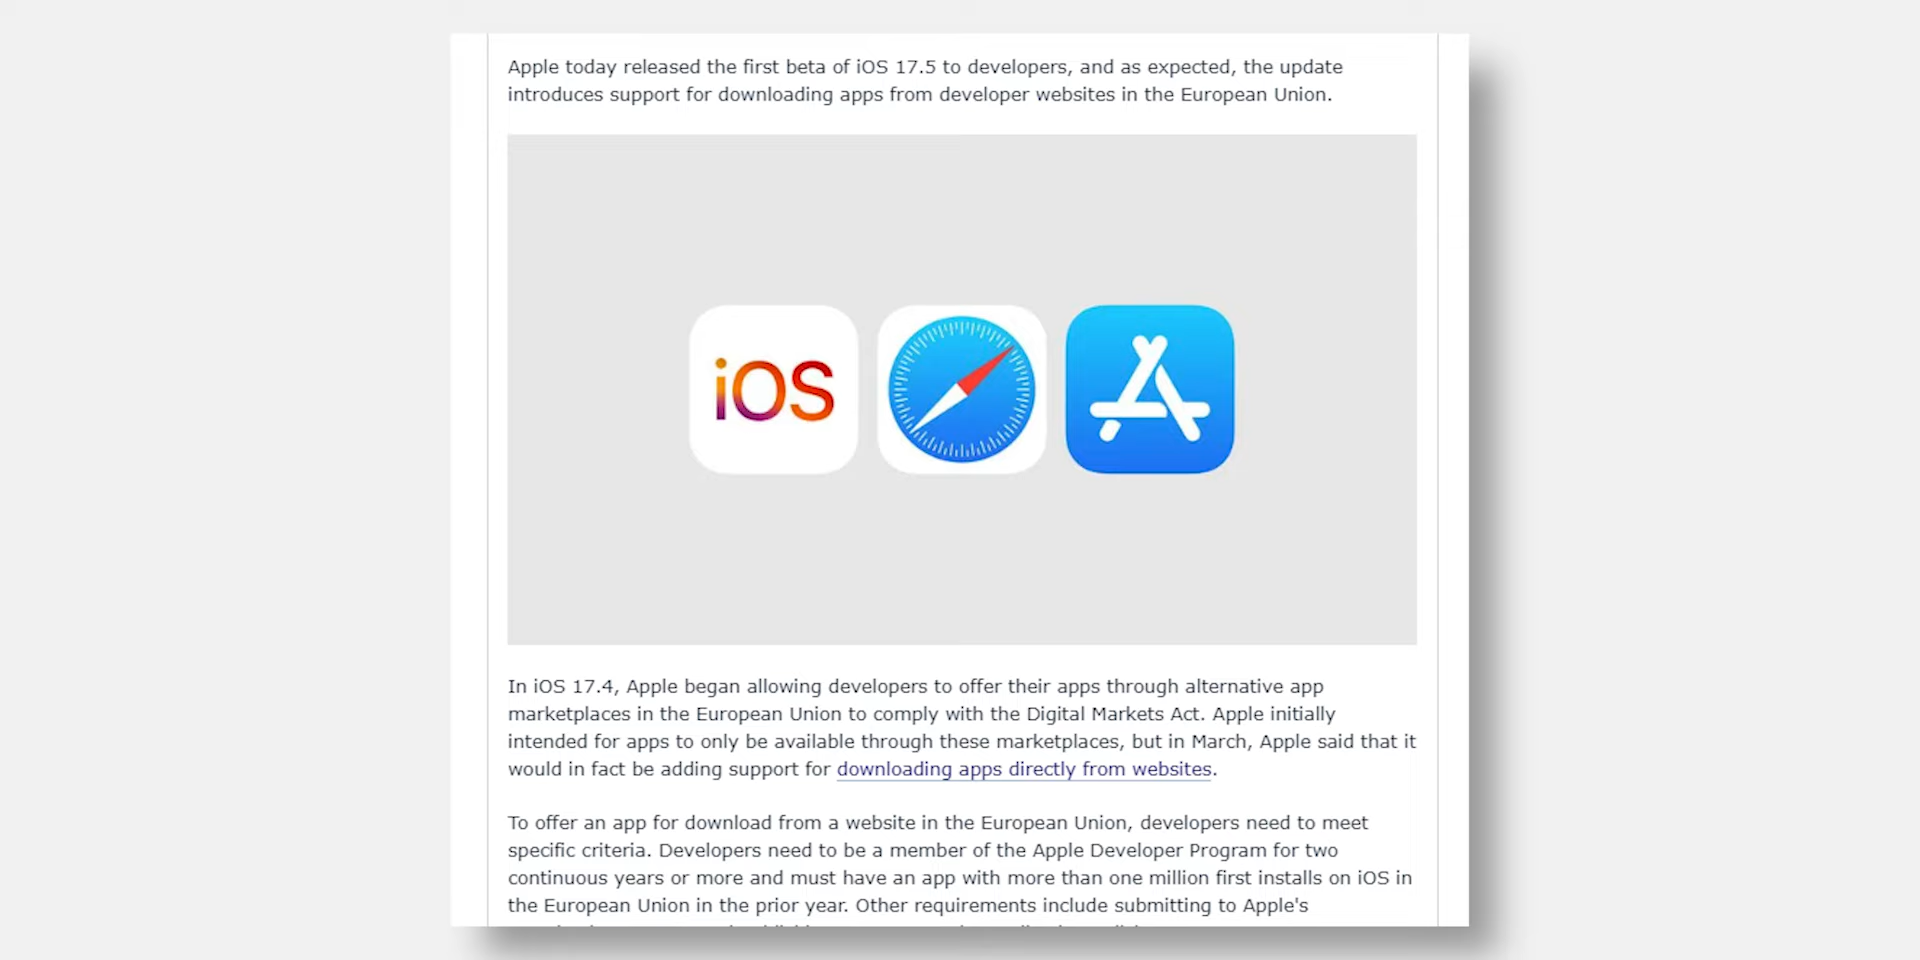 Apple today released the first beta of iOS 17.5 to developers, and as expected, the update
introduces support for downloading apps from developer websites in the European Union.
iOS
In iOS 17.4, Apple began allowing developers to offer their apps through alternative app
marketplaces in the European Union to comply with the Digital Markets Act. Apple initially
intended for apps to only be available through these marketplaces, but in March, Apple said that it
would in fact be adding support for downloading apps directly from websites.
To offer an app for download from a website in the European Union, developers need to meet
specific criteria. Developers need to be a member of the Apple Developer Program for two
continuous years or more and must have an app with more than one million first installs on iOS in
the European Union in the prior year. Other requirements include submitting to Apple's